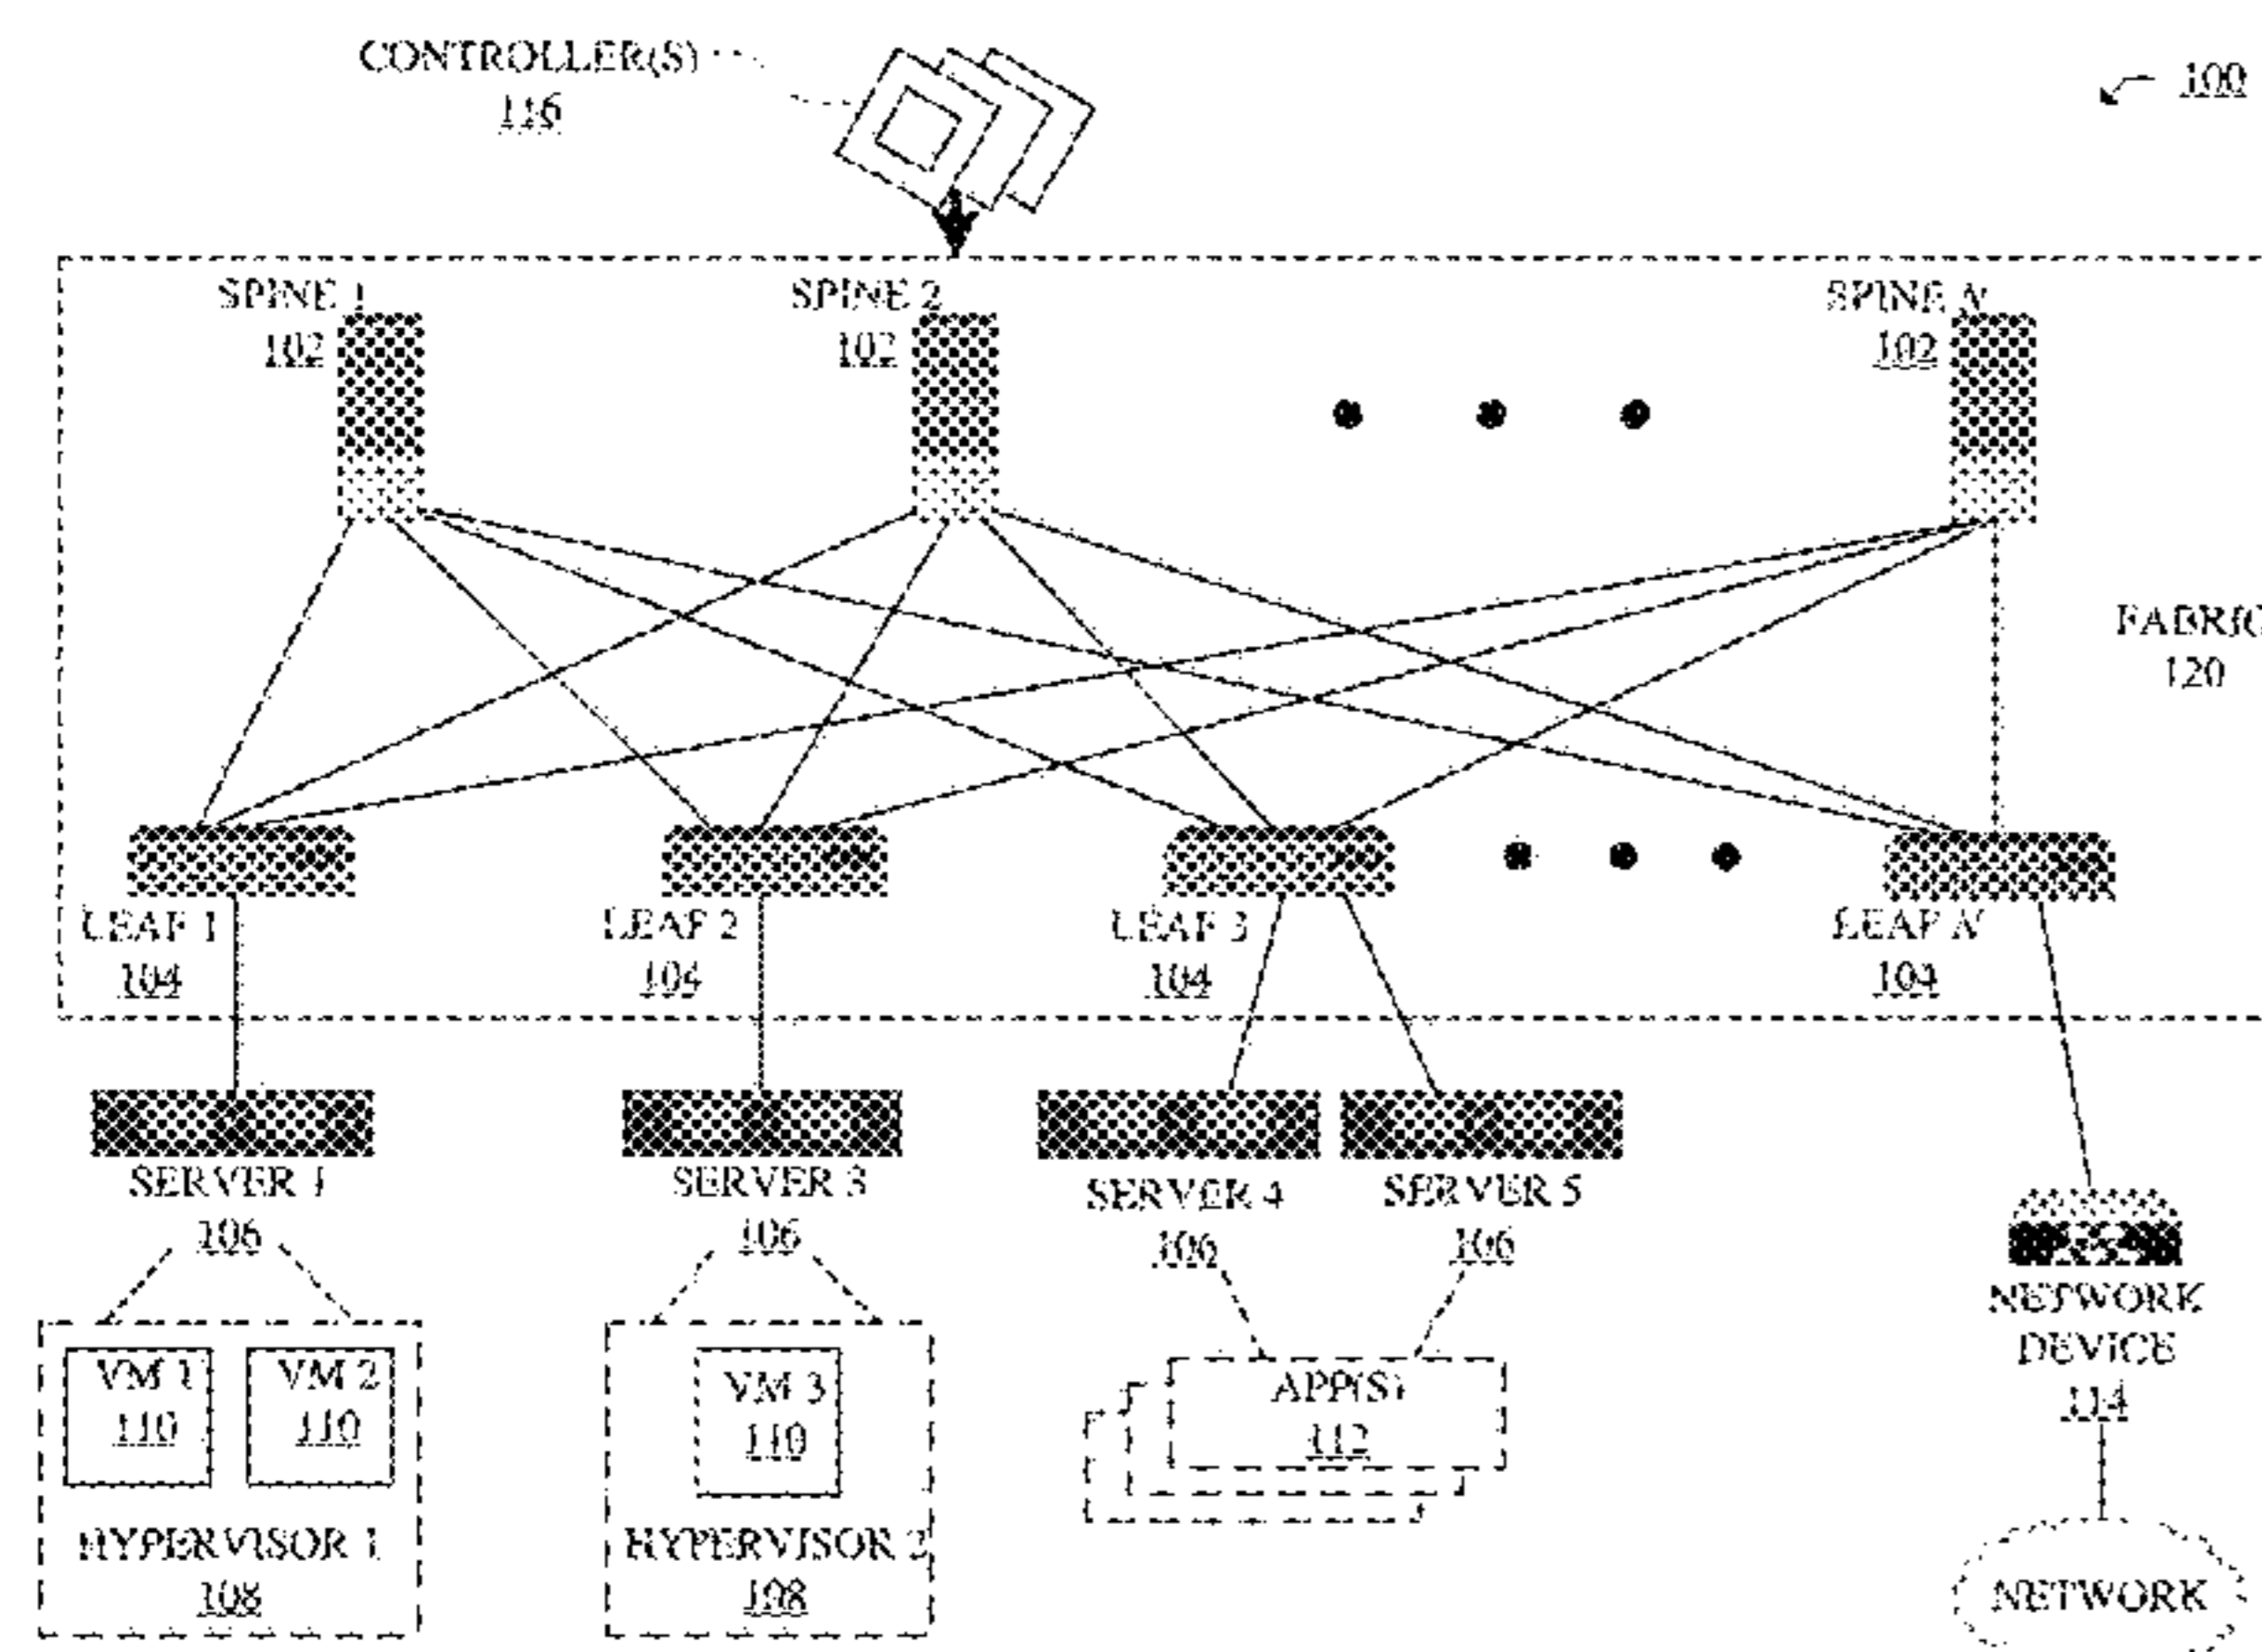 CONTROLLER(S)
116
100
SPINE 1
102
SPINE 2
102
SPINE N
102
FABRIC
120
LEAF 1
104
LEAF 2
104
LEAF 3
104
LEAF N
104
SERVER 1
106
SERVER 3
106
SERVER 4
106
SERVER 5
106
NETWORK
DEVICE
114
VM 1
110
VM 2
110
HYPERVISOR 1
108
VM 3
110
HYPERVISOR 2
108
APP(S)
112
NETWORK